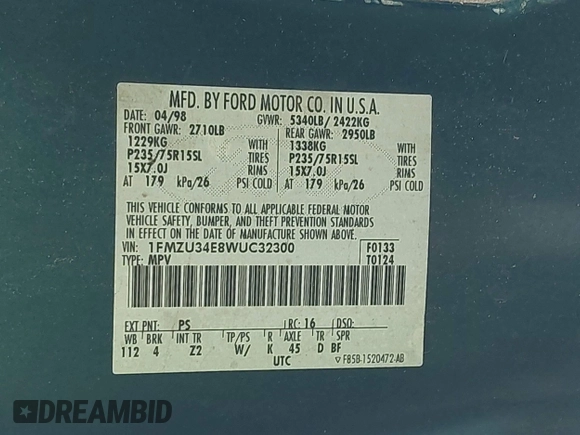 MFD. BY FORD MOTOR CO. IN U.S.A.
DATE: 04/98 GVWR: 5340LB/ 2422KG
FRONT GAWR: 2710LB REAR GAWR: 2950LB
1229KG WITH 1338KG WITH
P235/75R15SL TIRES P235/75R15SL TIRES
15X7.0J RIMS 15X7.0J RIMS
AT 179 kPa/26 PSI COLD AT 179 kPa/26 PSI COLD
THIS VEHICLE CONFORMS TO ALL APPLICABLE FEDERAL MOTOR
VEHICLE SAFETY, BUMPER, AND THEFT PREVENTION STANDARDS
IN EFFECT ON THE DATE OF MANUFACTURE SHOWN ABOVE.
VIN: 1FMZU34E8WUC32300 F0133
TYPE: MPV T0124
EXT PNT: PS RC: 16 DSO:
WB BRK INT TR TP/PS R AXLE TR SPR
112 4 Z2 W/ K 45 D BF
UTC ▽ F85B-1520472-AB
DREAMBID